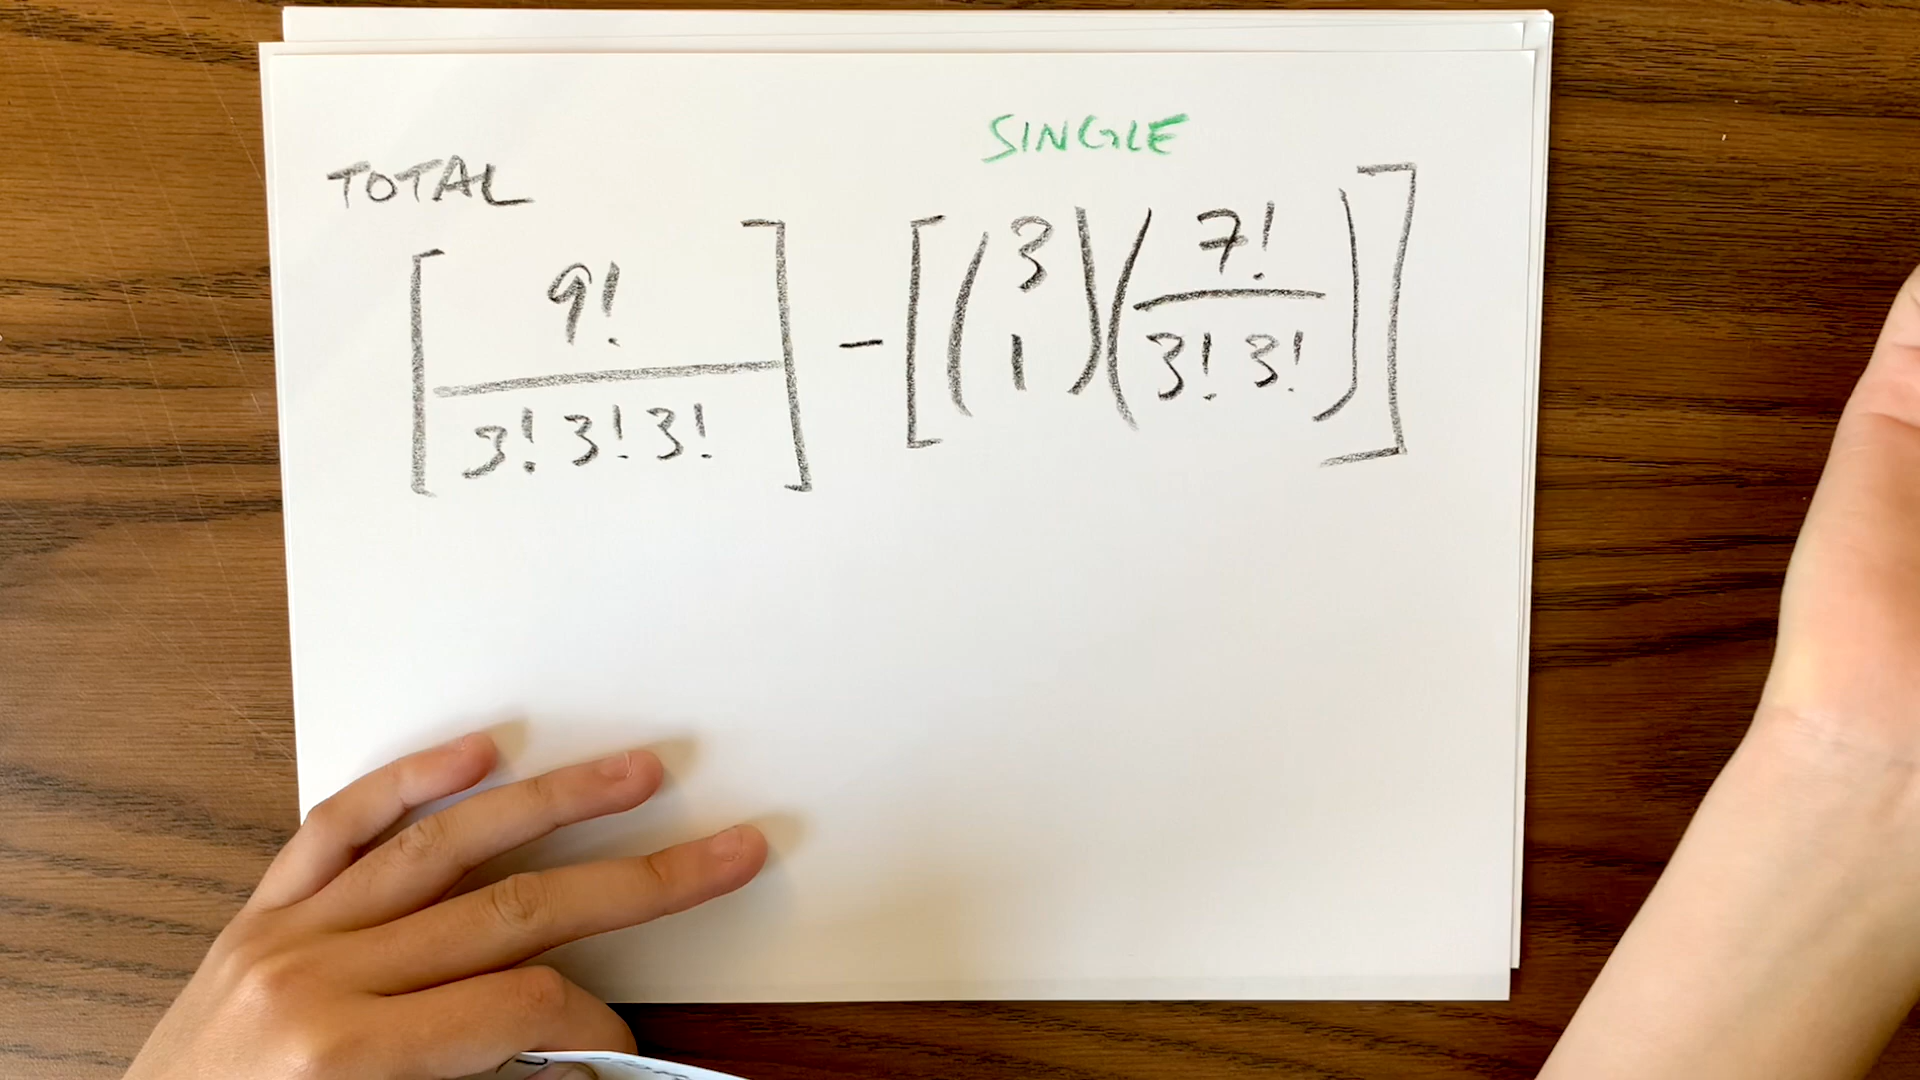 SINGLE
TOTAL
[ 9! / 3! 3! 3! ] - [ ( 3 1 ) ( 7! / 3! 3! ) ]